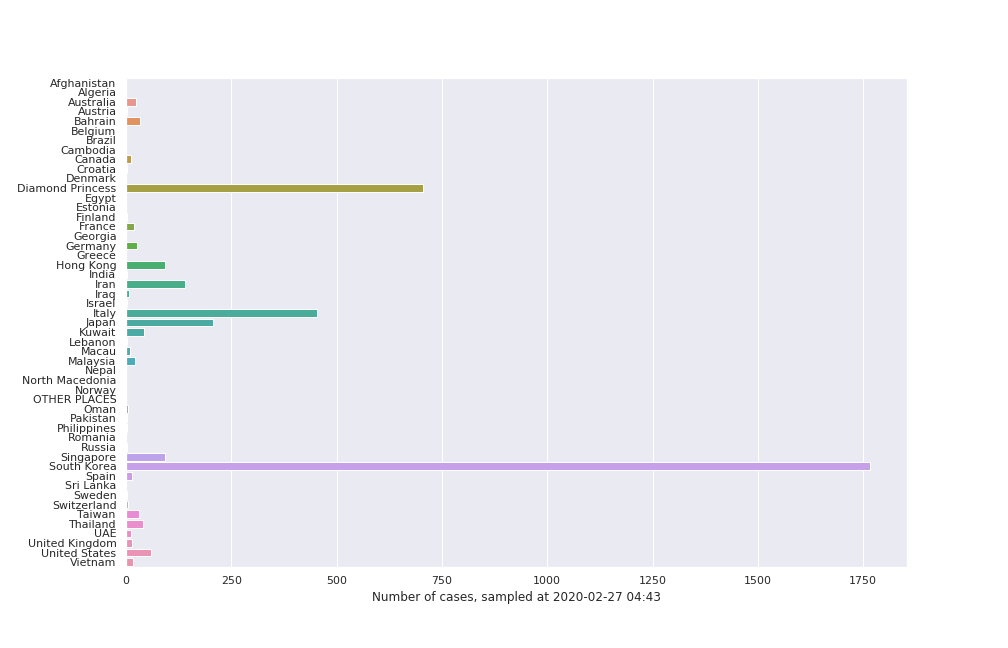 Afghanistan
Algeria
Australia
Austria
Bahrain
Belgium
Brazil
Cambodia
Canada
Croatia
Denmark
Diamond Princess
Egypt
Estonia
Finland
France
Georgia
Germany
Greece
Hong Kong
India
Iran
Iraq
Israel
Italy
Japan
Kuwait
Lebanon
Macau
Malaysia
Nepal
North Macedonia
Norway
OTHER PLACES
Oman
Pakistan
Philippines
Romania
Russia
Singapore
South Korea
Spain
Sri Lanka
Sweden
Switzerland
Taiwan
Thailand
UAE
United Kingdom
United States
Vietnam
0 250 500 750 1000 1250 1500 1750
Number of cases, sampled at 2020-02-27 04:43